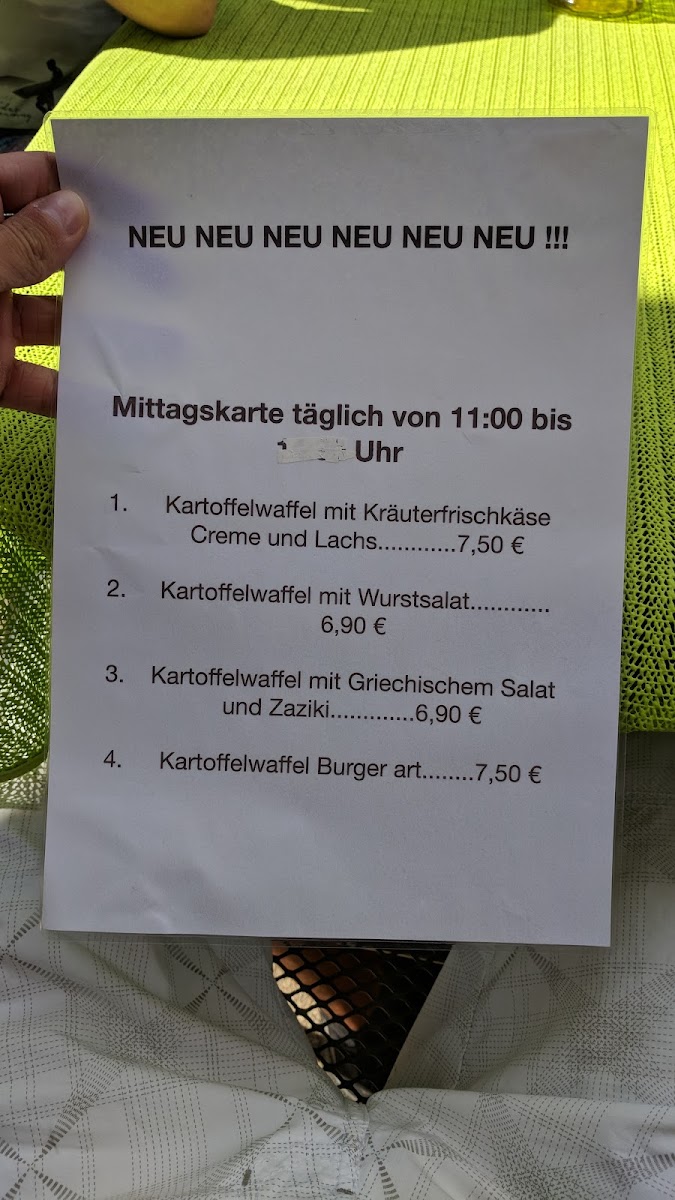 NEU NEU NEU NEU NEU NEU !!!
Mittagskarte täglich von 11:00 bis
Uhr
1. Kartoffelwaffel mit Kräuterfrischkäse
Creme und Lachs............7,50 €
2. Kartoffelwaffel mit Wurstsalat............
6,90 €
3. Kartoffelwaffel mit Griechischem Salat
und Zaziki.............6,90 €
4. Kartoffelwaffel Burger art........7,50 €